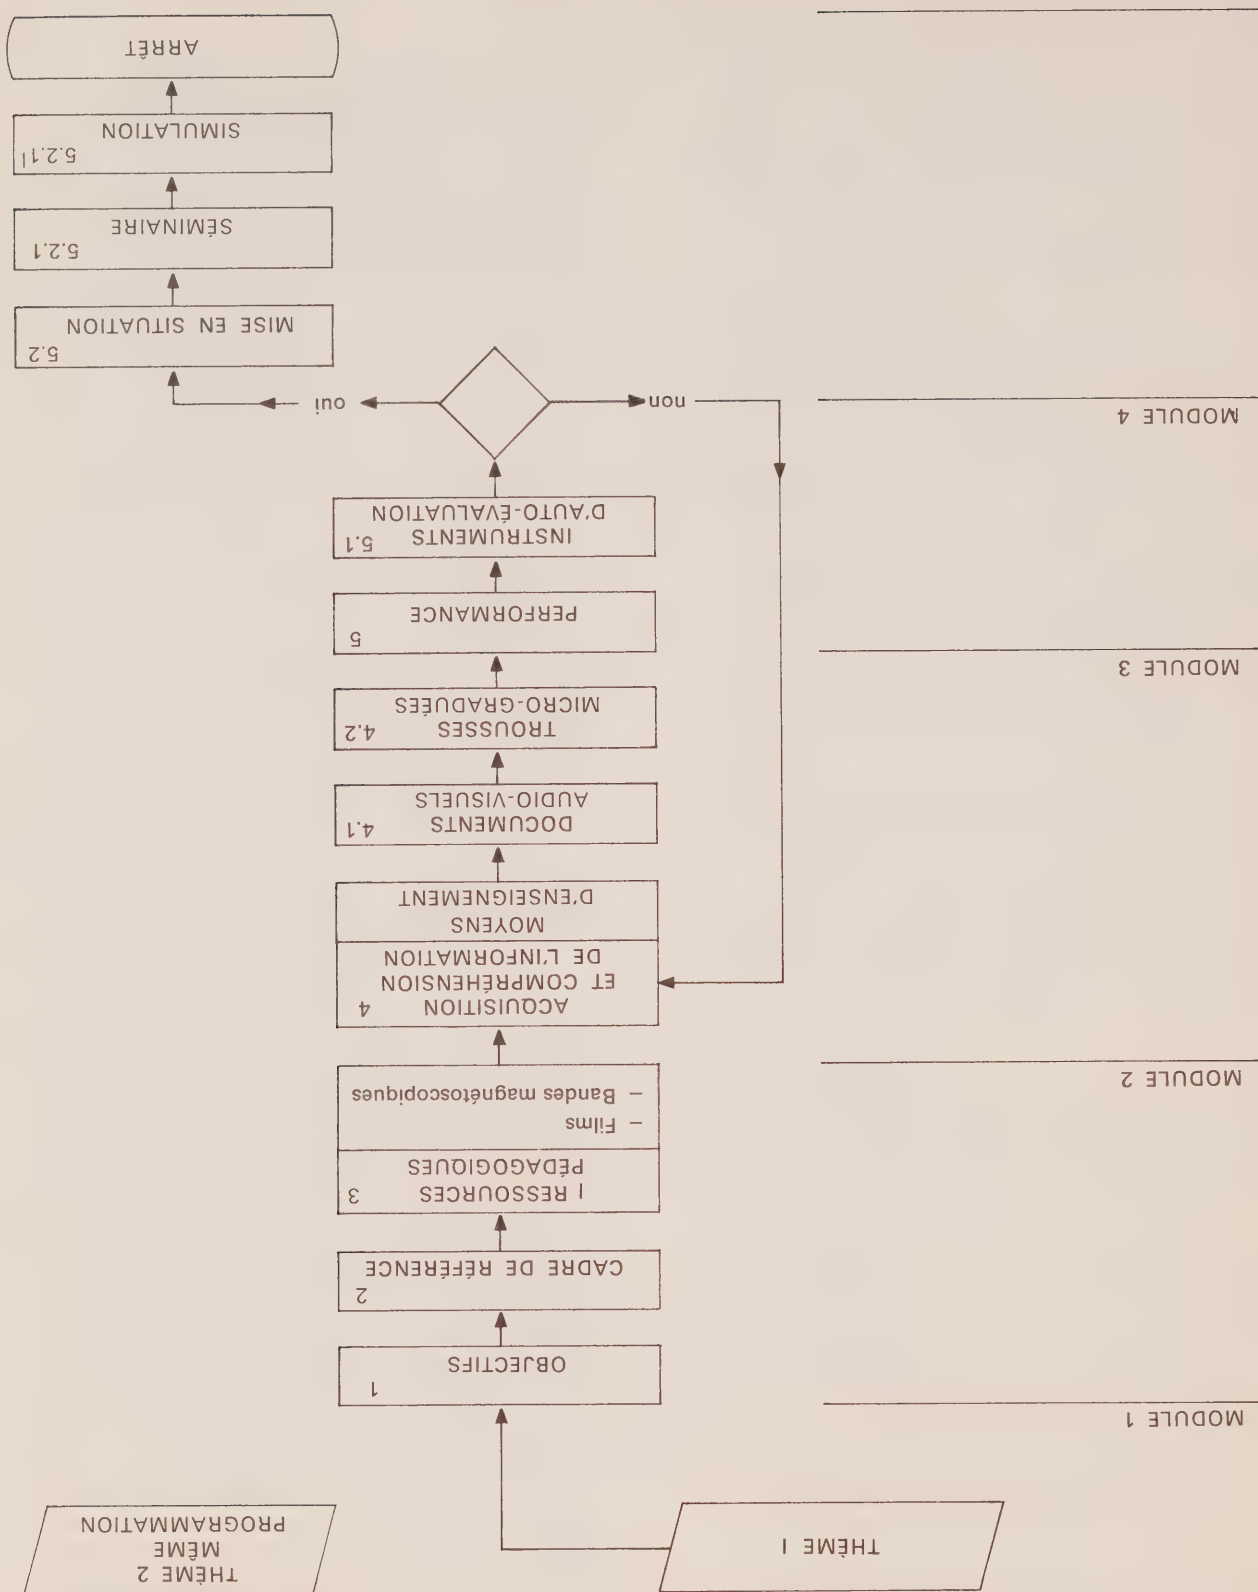 THÈME I
THÈME 2
MÊME
PROGRAMMATION
MODULE 1
1
OBJECTIFS
2
CADRE DE RÉFÉRENCE
I RESSOURCES 3
PÉDAGOGIQUES
– Films
– Bandes magnétoscopiques
MODULE 2
ACQUISITION 4
ET COMPRÉHENSION
DE L'INFORMATION
MOYENS
D'ENSEIGNEMENT
DOCUMENTS 4.1
AUDIO-VISUELS
TROUSSES 4.2
MICRO-GRADUÉES
MODULE 3
5
PERFORMANCE
INSTRUMENTS 5.1
D'AUTO-ÉVALUATION
MODULE 4
non
oui
5.2
MISE EN SITUATION
5.2.1
SÉMINAIRE
5.2.1|
SIMULATION
ARRÊT